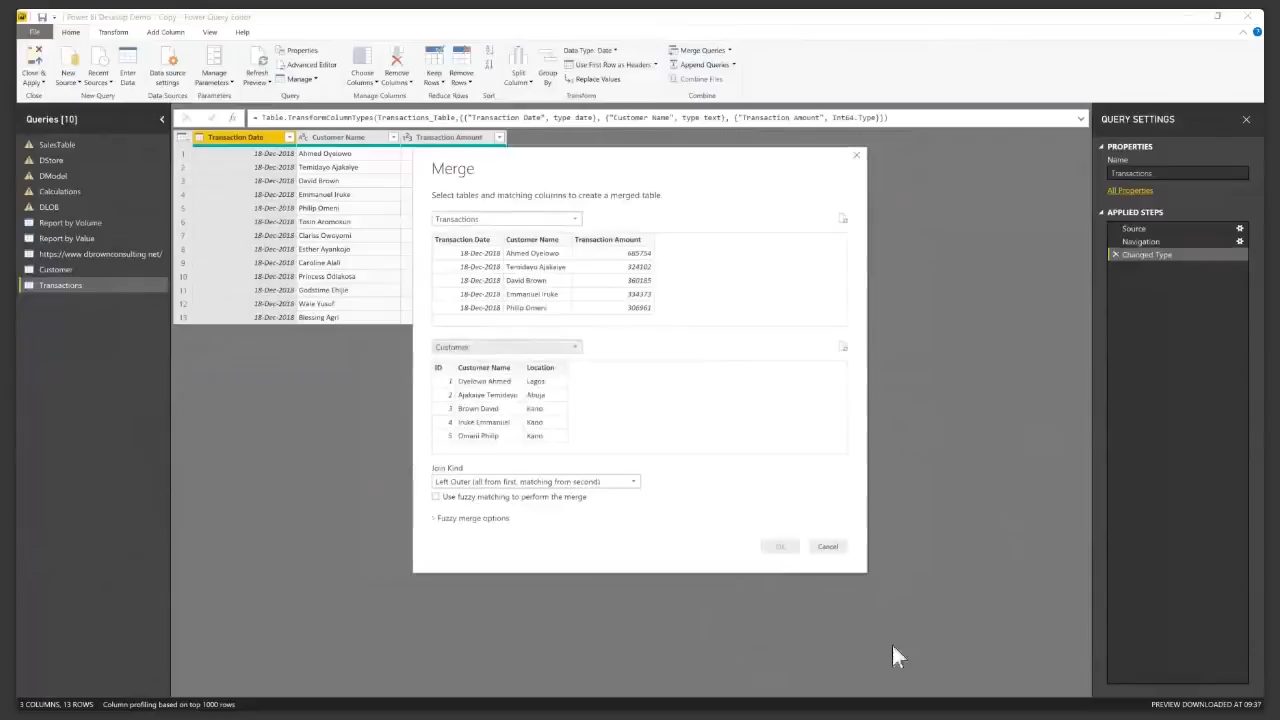 Power BI Desktop Demo - Copy - Power Query Editor
File Home Transform Add Column View Help
Close & Apply
New Source
Recent Sources
Enter Data
Data source settings
Manage Parameters
Refresh Preview
Properties
Advanced Editor
Manage
Choose Columns
Remove Columns
Keep Rows
Remove Rows
Split Column
Group By
Data Type: Date
Use First Row as Headers
Replace Values
Merge Queries
Append Queries
Combine Files
Close New Query Data Sources Parameters Query Manage Columns Reduce Rows Sort Transform Combine
Queries [10]
SalesTable
DStore
DModel
Calculations
DLOB
Report by Volume
Report by Value
https://www dbrownconsulting net/
Customer
Transactions
fx = Table.TransformColumnTypes(Transactions_Table,{{"Transaction Date", type date}, {"Customer Name", type text}, {"Transaction Amount", Int64.Type}})
Transaction Date Customer Name Transaction Amount
1 18-Dec-2018 Ahmed Oyelowo
2 18-Dec-2018 Temidayo Ajakaiye
3 18-Dec-2018 David Brown
4 18-Dec-2018 Emmanuel Iruke
5 18-Dec-2018 Philip Omeni
6 18-Dec-2018 Tosin Azomokun
7 18-Dec-2018 Clariss Owoyomi
8 18-Dec-2018 Esther Ayankojo
9 18-Dec-2018 Caroline Alali
10 18-Dec-2018 Princess Odiakosa
11 18-Dec-2018 Godstime Ehijie
12 18-Dec-2018 Wale Yusuf
13 18-Dec-2018 Blessing Agri
Merge
Select tables and matching columns to create a merged table.
Transactions
Transaction Date Customer Name Transaction Amount
18-Dec-2018 Ahmed Oyelowo 685754
18-Dec-2018 Temidayo Ajakaiye 324102
18-Dec-2018 David Brown 360185
18-Dec-2018 Emmanuel Iruke 334373
18-Dec-2018 Philip Omeni 306961
Customer
ID Customer Name Location
1 Oyelowo Ahmed Lagos
2 Ajakaiye Temidayo Abuja
3 Brown David Kano
4 Iruke Emmanuel Kano
5 Omani Philip Kano
Join Kind
Left Outer (all from first, matching from second)
Use fuzzy matching to perform the merge
Fuzzy merge options
OK Cancel
QUERY SETTINGS
PROPERTIES
Name
Transactions
All Properties
APPLIED STEPS
Source
Navigation
Changed Type
3 COLUMNS, 13 ROWS Column profiling based on top 1000 rows
PREVIEW DOWNLOADED AT 09:37